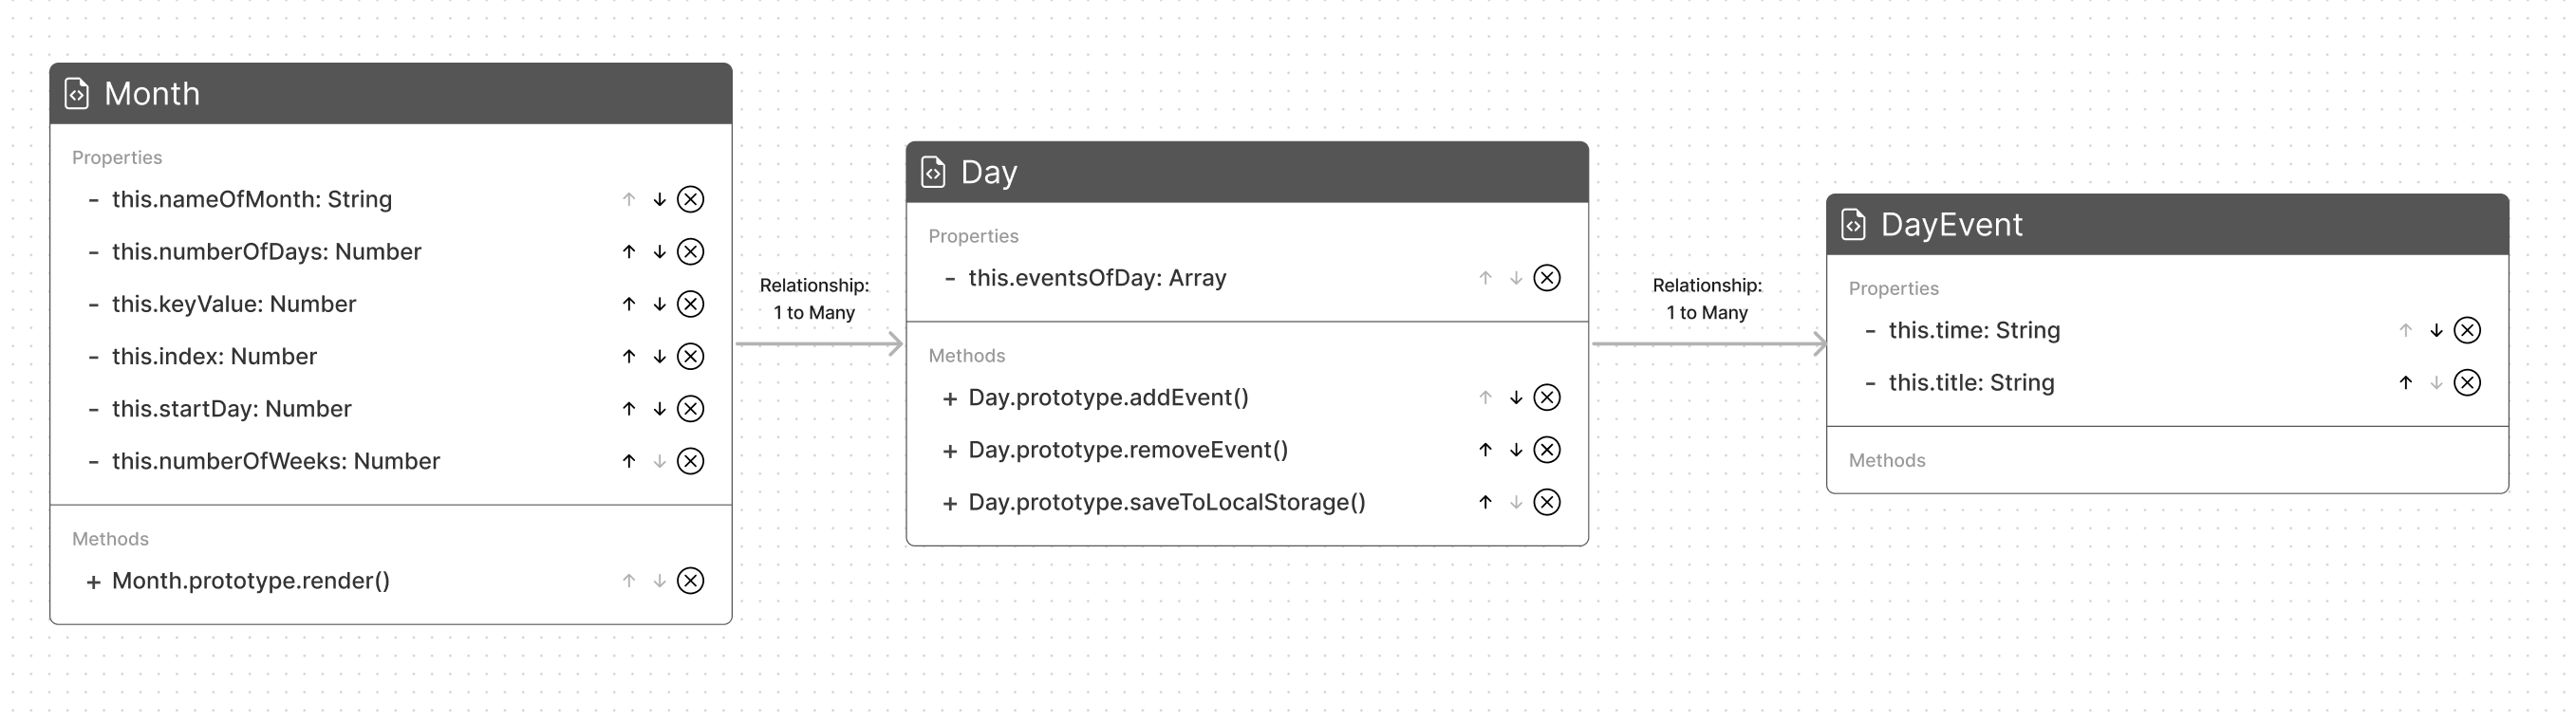 Month
Properties
- this.nameOfMonth: String
- this.numberOfDays: Number
- this.keyValue: Number
- this.index: Number
- this.startDay: Number
- this.numberOfWeeks: Number
Methods
+ Month.prototype.render()
Relationship:
1 to Many
Day
Properties
- this.eventsOfDay: Array
Methods
+ Day.prototype.addEvent()
+ Day.prototype.removeEvent()
+ Day.prototype.saveToLocalStorage()
Relationship:
1 to Many
DayEvent
Properties
- this.time: String
- this.title: String
Methods